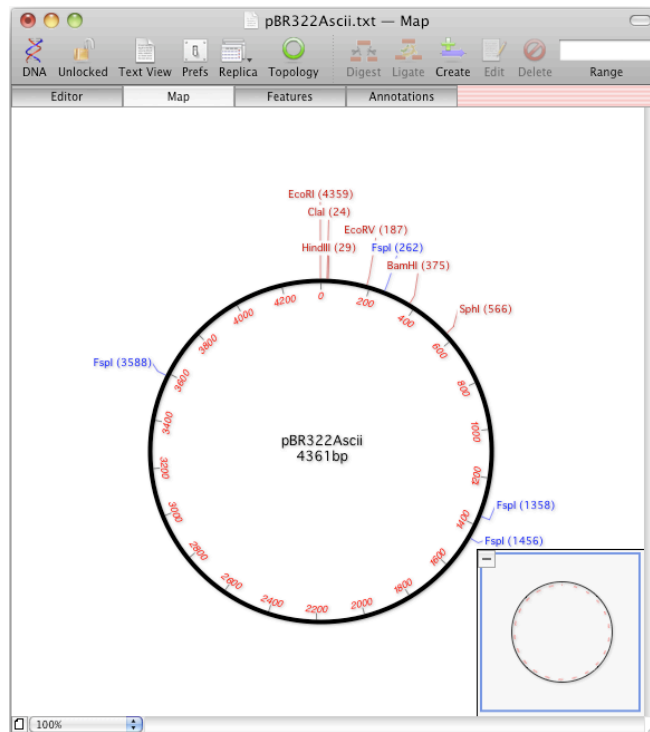 pBR322Ascii.txt — Map
DNA Unlocked Text View Prefs Replica Topology Digest Ligate Create Edit Delete Range
Editor Map Features Annotations
EcoRI (4359)
ClaI (24)
EcoRV (187)
HindIII (29) FspI (262)
BamHI (375)
SphI (566)
FspI (3588)
FspI (1358)
FspI (1456)
0
200
400
600
800
1000
1200
1400
1600
1800
2000
2200
2400
2600
2800
3000
3200
3400
3600
3800
4000
4200
pBR322Ascii
4361bp
100%